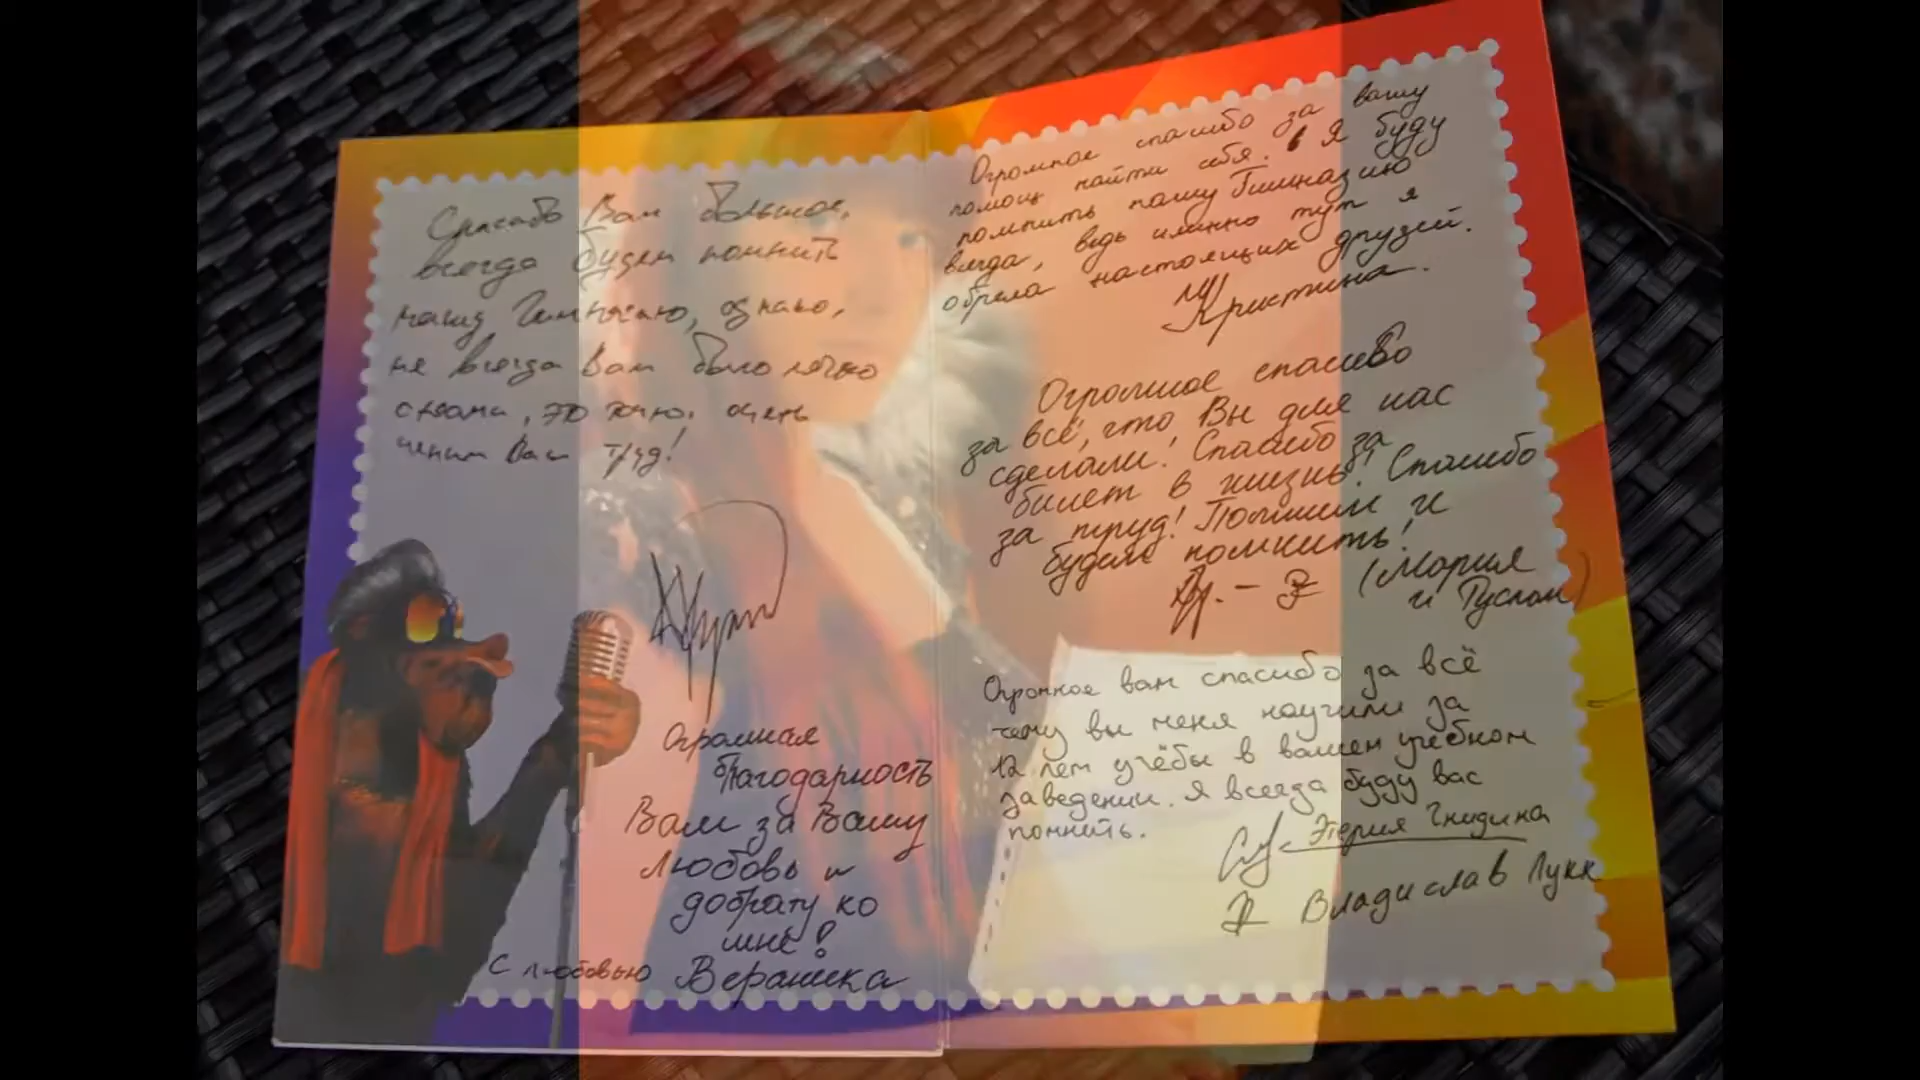 Спасибо Вам большое,
всегда будем помнить
нашу Гимназию, однако,
не всегда Вам было легко
с нами, это точно.
ценим Ваш труд!
Огромная
благодарность
Вам за Вашу
любовь и
доброту ко
мне!
С любовью Вераника
Огромное спасибо за вашу
помощ найти себя. Я буду
помнить нашу Гимназию
всегда, ведь именно тут я
обрела настоящих друзей.
Кристина.
Огромное спасибо
за всё, что Вы для нас
сделали! Спасибо за
билет в жизнь! Спасибо
за труд! Помним и
будем помнить!
(Мария
и Руслан)
Огромное вам спасибо за всё
чему вы меня научили за
12 лет учёбы в вашем учебном
заведении. Я всегда буду вас
помнить.
Гнидина
Владислав Лукк